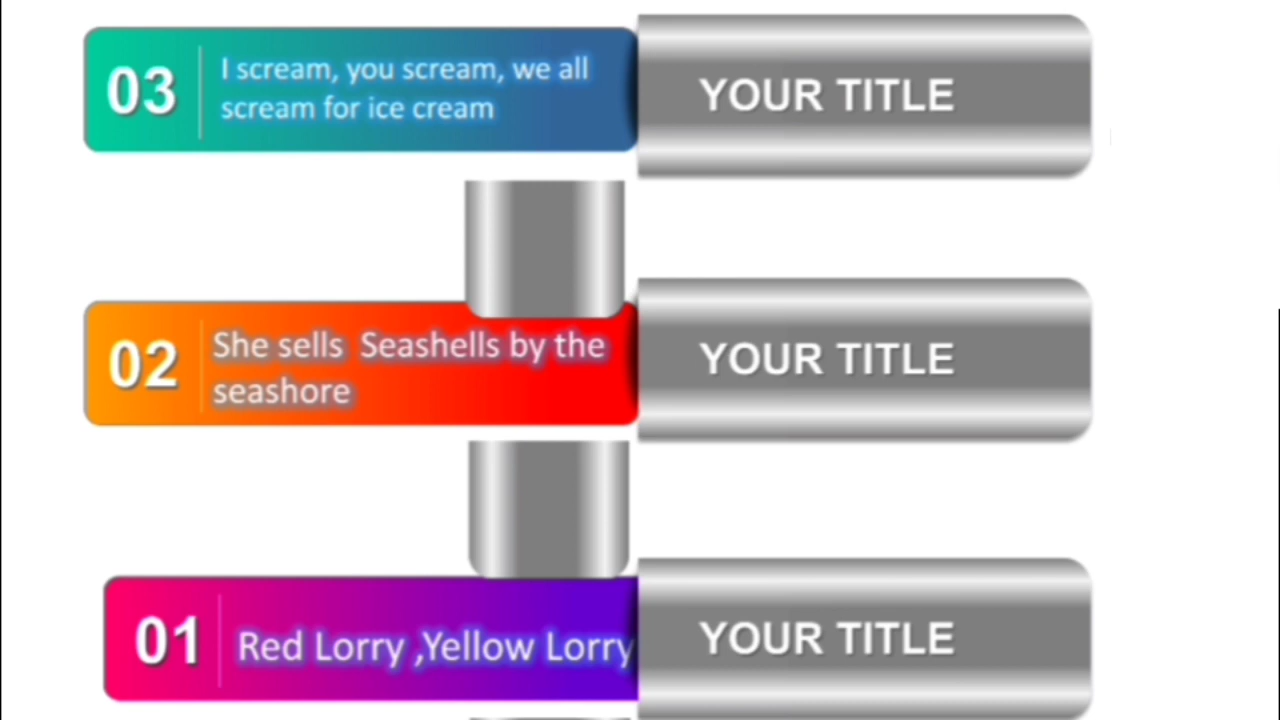 03
I scream, you scream, we all
scream for ice cream
YOUR TITLE
02
She sells  Seashells by the
seashore
YOUR TITLE
01
Red Lorry ,Yellow Lorry
YOUR TITLE